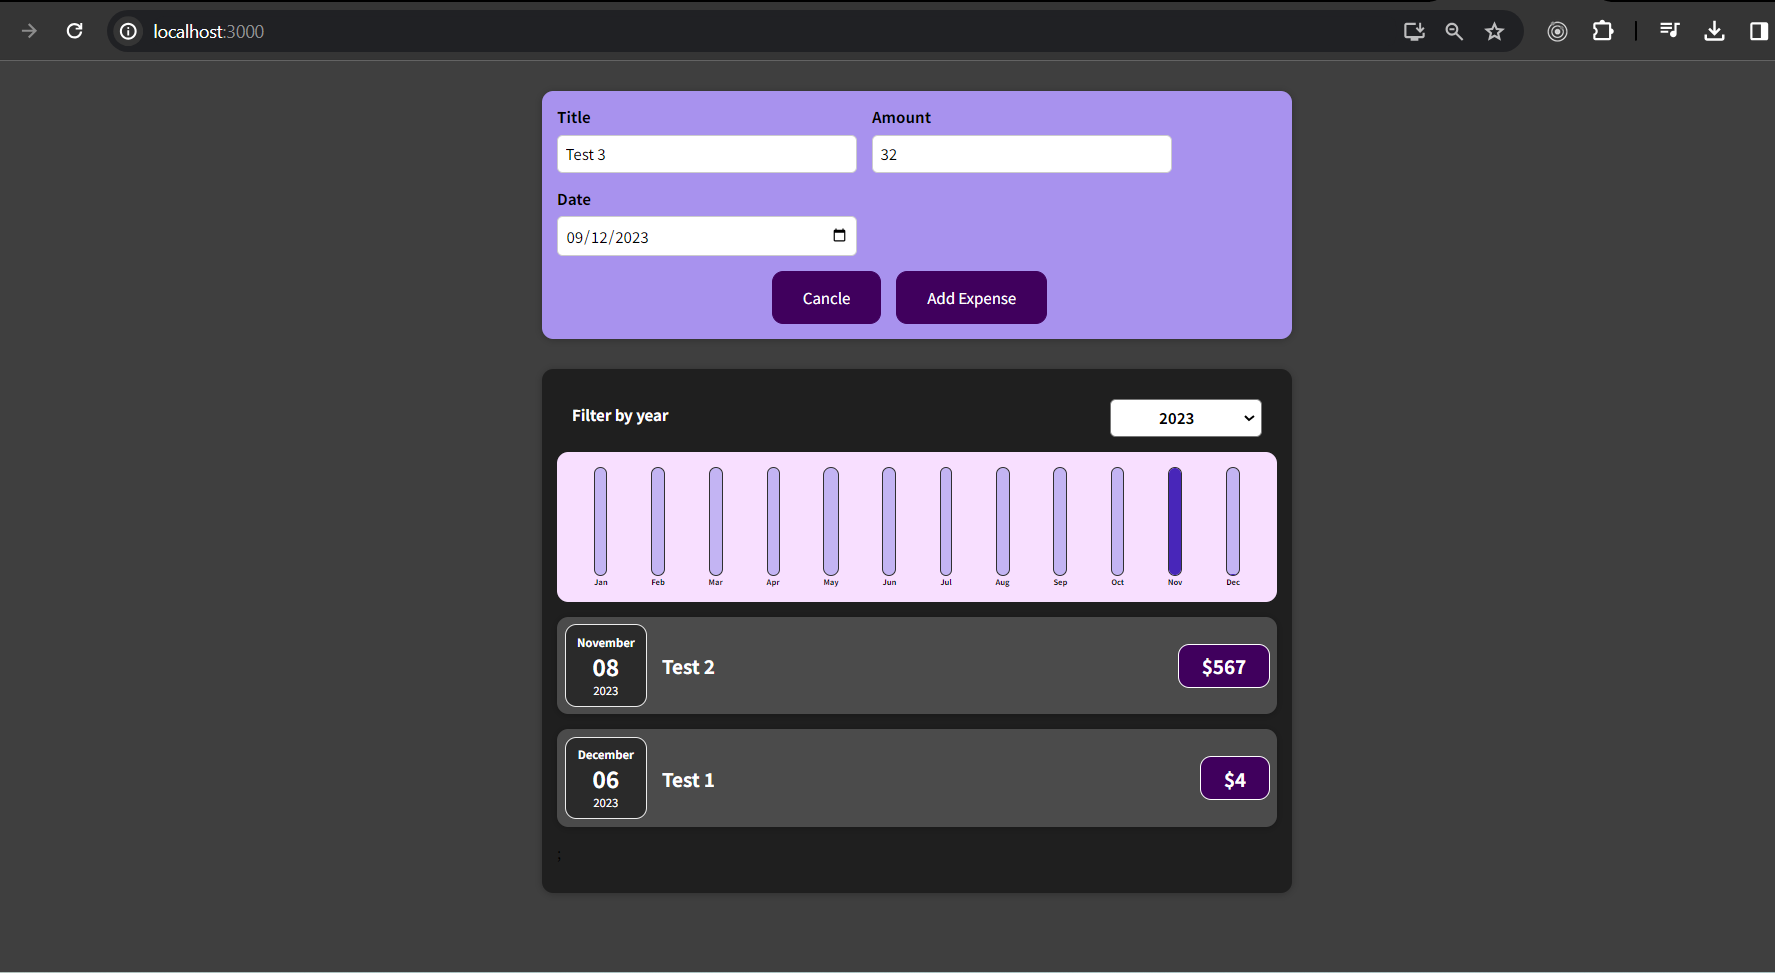 localhost:3000
Title Amount
Test 3 32
Date
09/12/2023
Cancle Add Expense
Filter by year 2023
Jan Feb Mar Apr May Jun Jul Aug Sep Oct Nov Dec
November
08
2023
Test 2
$567
December
06
2023
Test 1
$4
;